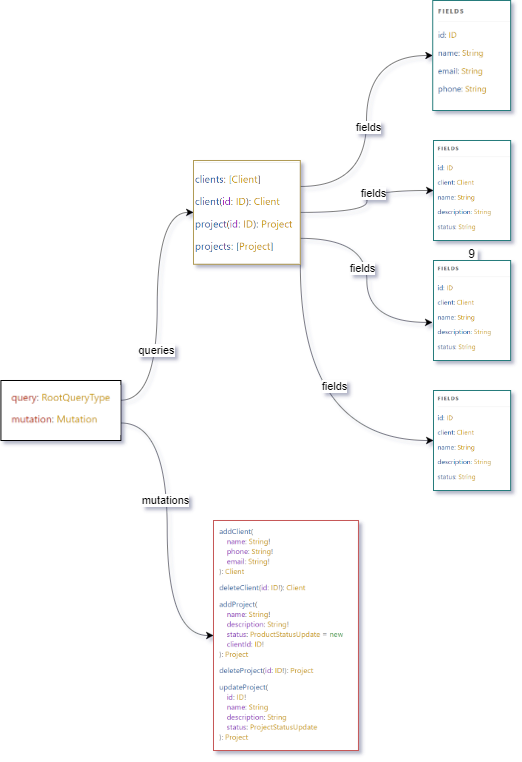 FIELDS
id: ID
name: String
email: String
phone: String
fields
clients: [Client]
client(id: ID): Client
project(id: ID): Project
projects: [Project]
fields
FIELDS
id: ID
client: Client
name: String
description: String
status: String
9
fields
FIELDS
id: ID
client: Client
name: String
description: String
status: String
queries
fields
query: RootQueryType
mutation: Mutation
FIELDS
id: ID
client: Client
name: String
description: String
status: String
mutations
addClient(
name: String!
phone: String!
email: String!
): Client
deleteClient(id: ID!): Client
addProject(
name: String!
description: String!
status: ProductStatusUpdate = new
clientId: ID!
): Project
deleteProject(id: ID!): Project
updateProject(
id: ID!
name: String
description: String
status: ProjectStatusUpdate
): Project